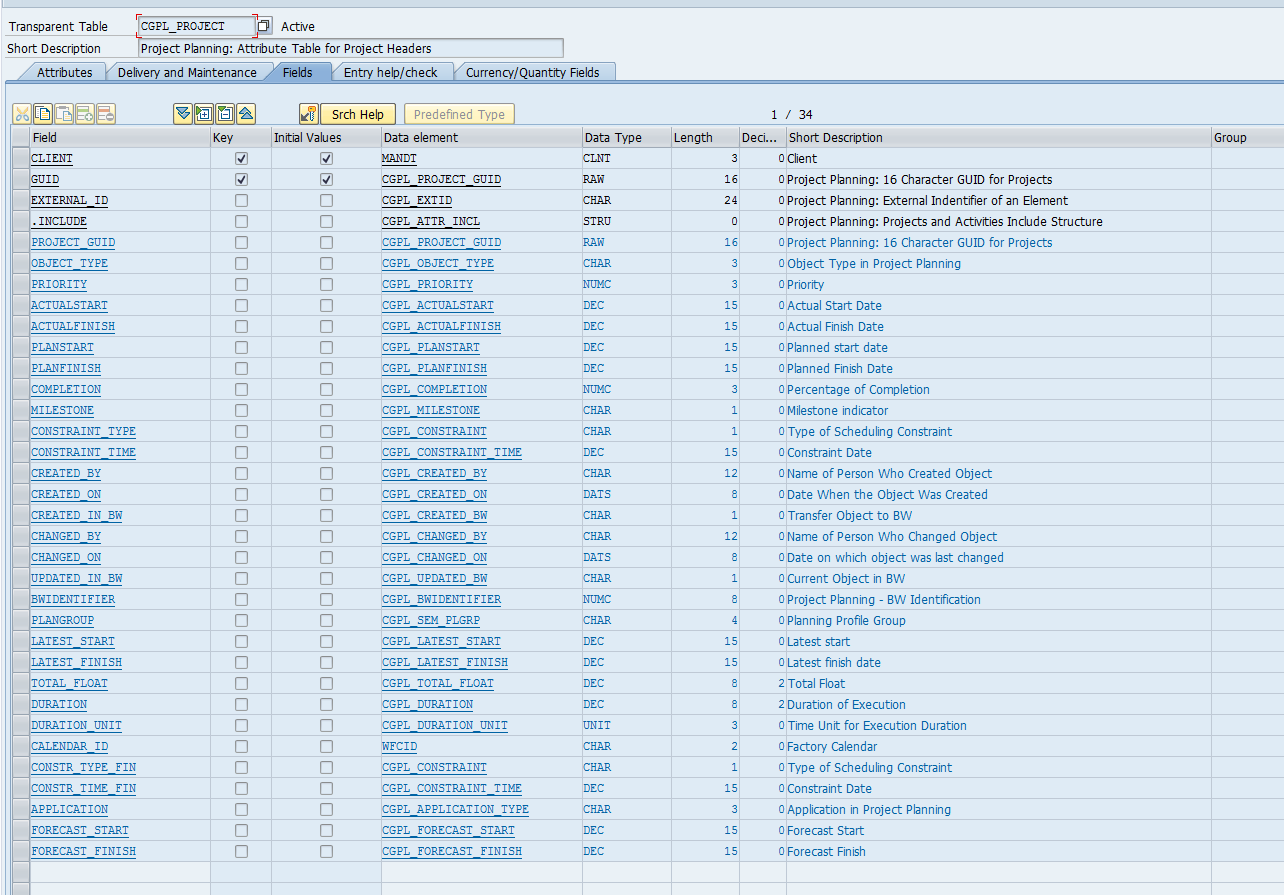 Transparent Table CGPL_PROJECT Active
Short Description Project Planning: Attribute Table for Project Headers
Attributes Delivery and Maintenance Fields Entry help/check Currency/Quantity Fields
Srch Help Predefined Type 1 / 34
Field Key Initial Values Data element Data Type Length Deci... Short Description Group
CLIENT MANDT CLNT 3 0 Client
GUID CGPL_PROJECT_GUID RAW 16 0 Project Planning: 16 Character GUID for Projects
EXTERNAL_ID CGPL_EXTID CHAR 24 0 Project Planning: External Indentifier of an Element
.INCLUDE CGPL_ATTR_INCL STRU 0 0 Project Planning: Projects and Activities Include Structure
PROJECT_GUID CGPL_PROJECT_GUID RAW 16 0 Project Planning: 16 Character GUID for Projects
OBJECT_TYPE CGPL_OBJECT_TYPE CHAR 3 0 Object Type in Project Planning
PRIORITY CGPL_PRIORITY NUMC 3 0 Priority
ACTUALSTART CGPL_ACTUALSTART DEC 15 0 Actual Start Date
ACTUALFINISH CGPL_ACTUALFINISH DEC 15 0 Actual Finish Date
PLANSTART CGPL_PLANSTART DEC 15 0 Planned start date
PLANFINISH CGPL_PLANFINISH DEC 15 0 Planned Finish Date
COMPLETION CGPL_COMPLETION NUMC 3 0 Percentage of Completion
MILESTONE CGPL_MILESTONE CHAR 1 0 Milestone indicator
CONSTRAINT_TYPE CGPL_CONSTRAINT CHAR 1 0 Type of Scheduling Constraint
CONSTRAINT_TIME CGPL_CONSTRAINT_TIME DEC 15 0 Constraint Date
CREATED_BY CGPL_CREATED_BY CHAR 12 0 Name of Person Who Created Object
CREATED_ON CGPL_CREATED_ON DATS 8 0 Date When the Object Was Created
CREATED_IN_BW CGPL_CREATED_BW CHAR 1 0 Transfer Object to BW
CHANGED_BY CGPL_CHANGED_BY CHAR 12 0 Name of Person Who Changed Object
CHANGED_ON CGPL_CHANGED_ON DATS 8 0 Date on which object was last changed
UPDATED_IN_BW CGPL_UPDATED_BW CHAR 1 0 Current Object in BW
BWIDENTIFIER CGPL_BWIDENTIFIER NUMC 8 0 Project Planning - BW Identification
PLANGROUP CGPL_SEM_PLGRP CHAR 4 0 Planning Profile Group
LATEST_START CGPL_LATEST_START DEC 15 0 Latest start
LATEST_FINISH CGPL_LATEST_FINISH DEC 15 0 Latest finish date
TOTAL_FLOAT CGPL_TOTAL_FLOAT DEC 8 2 Total Float
DURATION CGPL_DURATION DEC 8 2 Duration of Execution
DURATION_UNIT CGPL_DURATION_UNIT UNIT 3 0 Time Unit for Execution Duration
CALENDAR_ID WFCID CHAR 2 0 Factory Calendar
CONSTR_TYPE_FIN CGPL_CONSTRAINT CHAR 1 0 Type of Scheduling Constraint
CONSTR_TIME_FIN CGPL_CONSTRAINT_TIME DEC 15 0 Constraint Date
APPLICATION CGPL_APPLICATION_TYPE CHAR 3 0 Application in Project Planning
FORECAST_START CGPL_FORECAST_START DEC 15 0 Forecast Start
FORECAST_FINISH CGPL_FORECAST_FINISH DEC 15 0 Forecast Finish